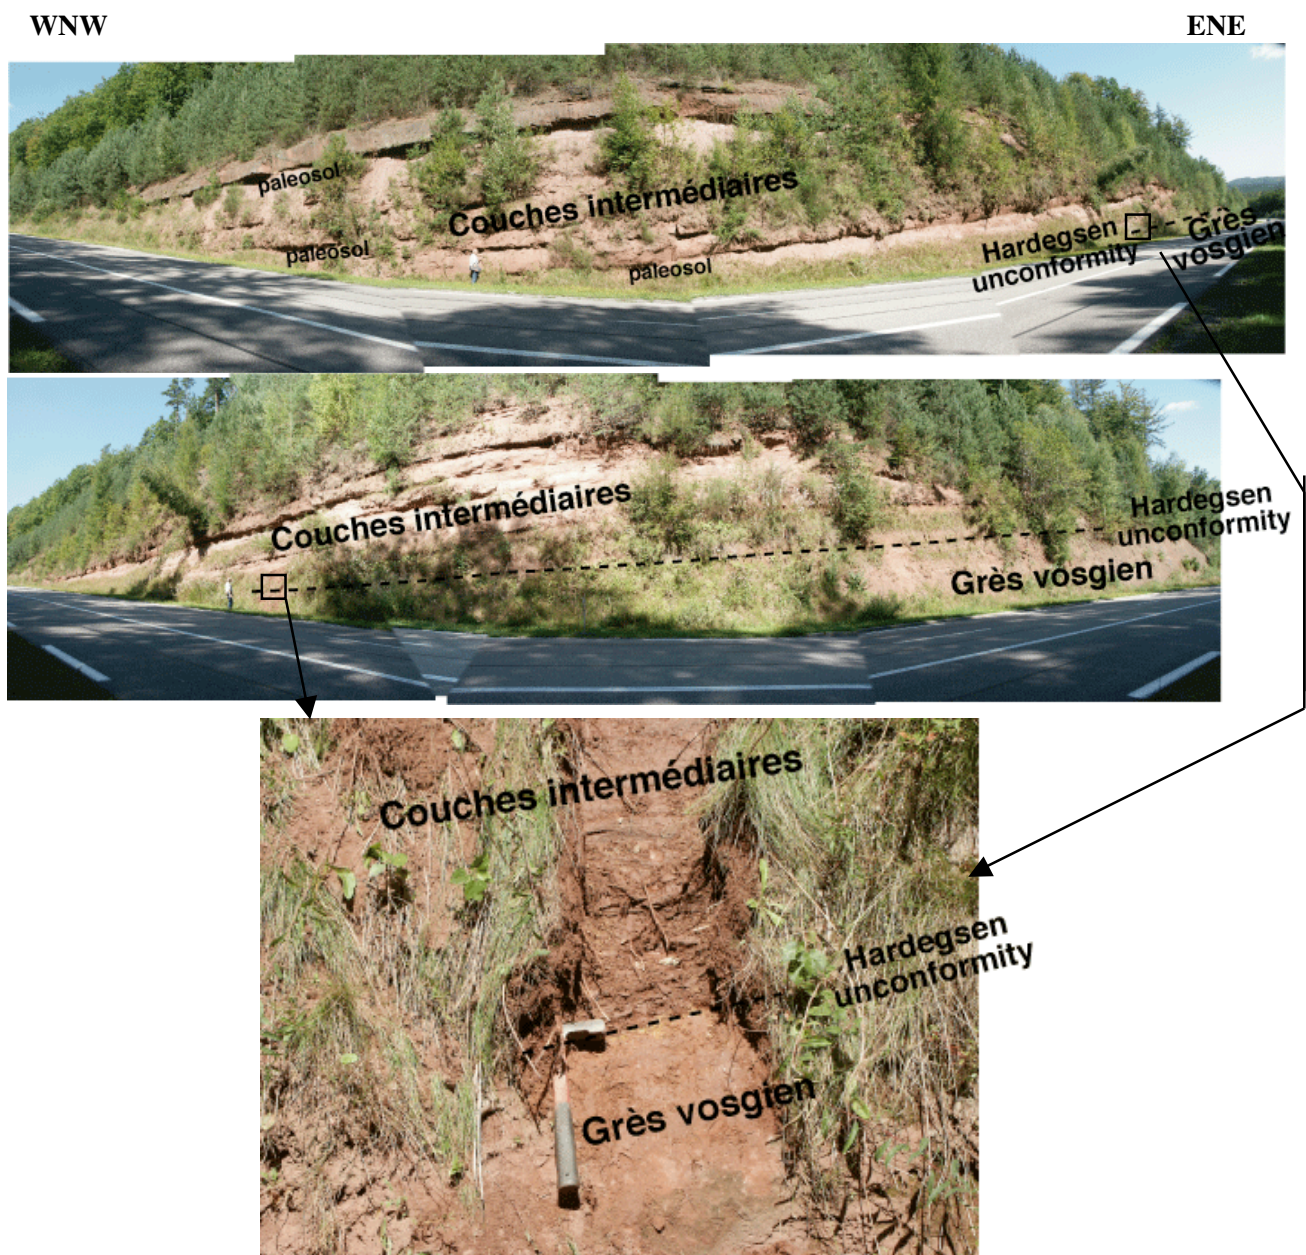 WNW
ENE
paleosol
Couches intermédiaires
paleosol
paleosol
Hardegsen
unconformity
Grès
vosgien
Couches intermédiaires
Hardegsen
unconformity
Grès vosgien
Couches intermédiaires
Hardegsen
unconformity
Grès vosgien